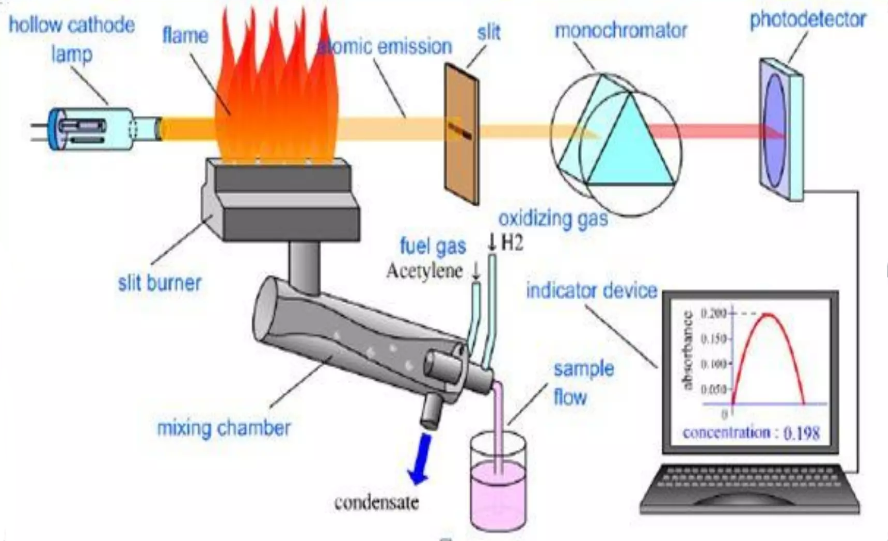 hollow cathode
lamp
flame
atomic emission
slit
monochromator
photodetector
slit burner
fuel gas
Acetylene ↓
oxidizing gas
↓ H2
indicator device
mixing chamber
sample
flow
condensate
absorbance
0.200
0.150
0.100
0.050
0
concentration : 0.198